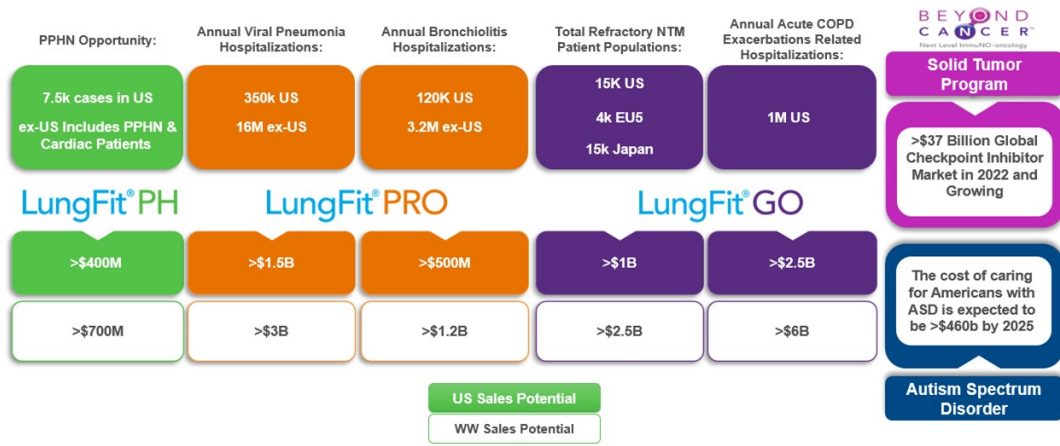 PPHN Opportunity:
7.5k cases in US
ex-US Includes PPHN &
Cardiac Patients
Annual Viral Pneumonia
Hospitalizations:
350k US
16M ex-US
Annual Bronchiolitis
Hospitalizations:
120K US
3.2M ex-US
Total Refractory NTM
Patient Populations:
15K US
4k EU5
15k Japan
Annual Acute COPD
Exacerbations Related
Hospitalizations:
1M US
LungFit® PH
LungFit® PRO
LungFit® GO
>$400M
>$1.5B
>$500M
>$1B
>$2.5B
>$700M
>$3B
>$1.2B
>$2.5B
>$6B
US Sales Potential
WW Sales Potential
BEYOND
CANCER™
Next Level ImmuNO-oncology
Solid Tumor
Program
>$37 Billion Global
Checkpoint Inhibitor
Market in 2022 and
Growing
The cost of caring
for Americans with
ASD is expected to
be >$460b by 2025
Autism Spectrum
Disorder